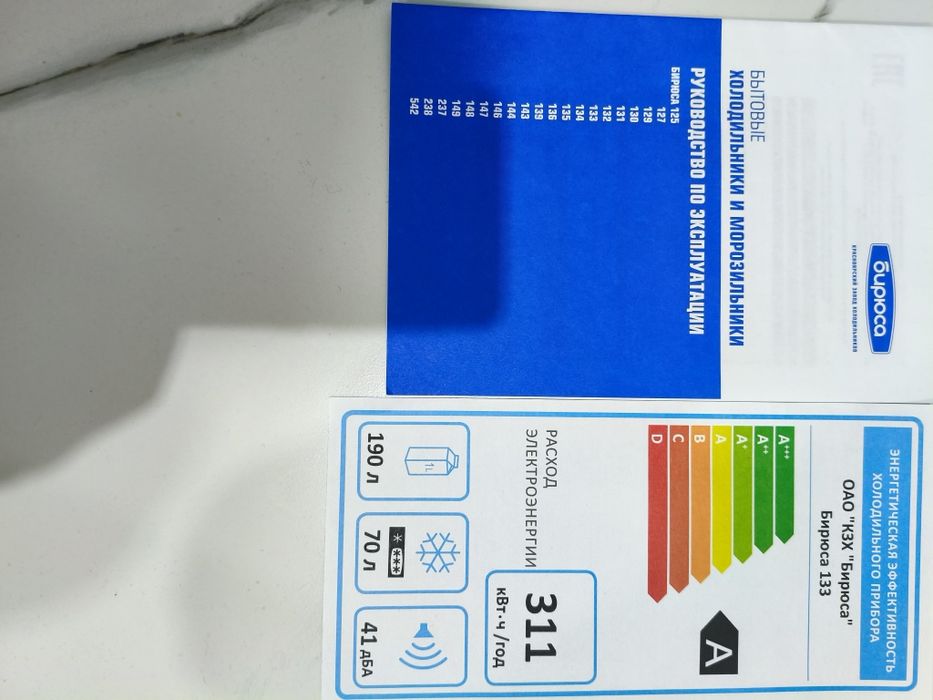 бирюса
КРАСНОЯРСКИЙ ЗАВОД ХОЛОДИЛЬНИКОВ
БЫТОВЫЕ
ХОЛОДИЛЬНИКИ И МОРОЗИЛЬНИКИ
РУКОВОДСТВО ПО ЭКСПЛУАТАЦИИ
БИРЮСА 125
127
129
130
131
132
133
134
135
136
139
143
144
146
147
148
149
237
238
542
ЭНЕРГЕТИЧЕСКАЯ ЭФФЕКТИВНОСТЬ
ХОЛОДИЛЬНОГО ПРИБОРА
ОАО "КЗХ "Бирюса"
Бирюса 133
A+++
A++
A+
A
B
C
D
A
РАСХОД
ЭЛЕКТРОЭНЕРГИИ
311
кВт·ч /год
1L
190 л
70 л
41 дБА